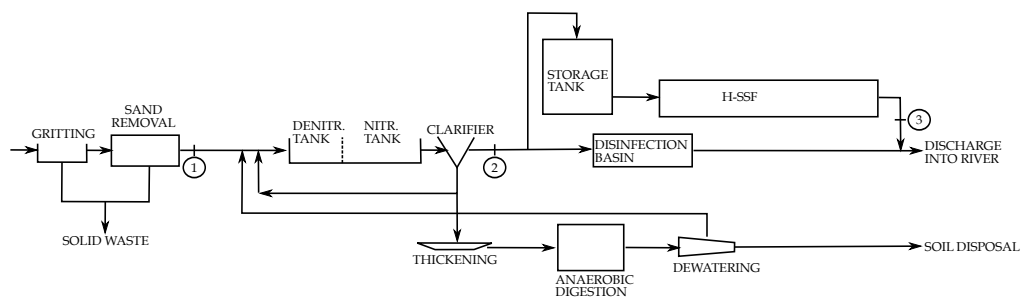 STORAGE
TANK
H-SSF
SAND
REMOVAL
GRITTING
DENITR.
TANK
NITR.
TANK
CLARIFIER
3
DISINFECTION
BASIN
DISCHARGE
INTO RIVER
1
2
SOLID WASTE
THICKENING
ANAEROBIC
DIGESTION
DEWATERING
SOIL DISPOSAL